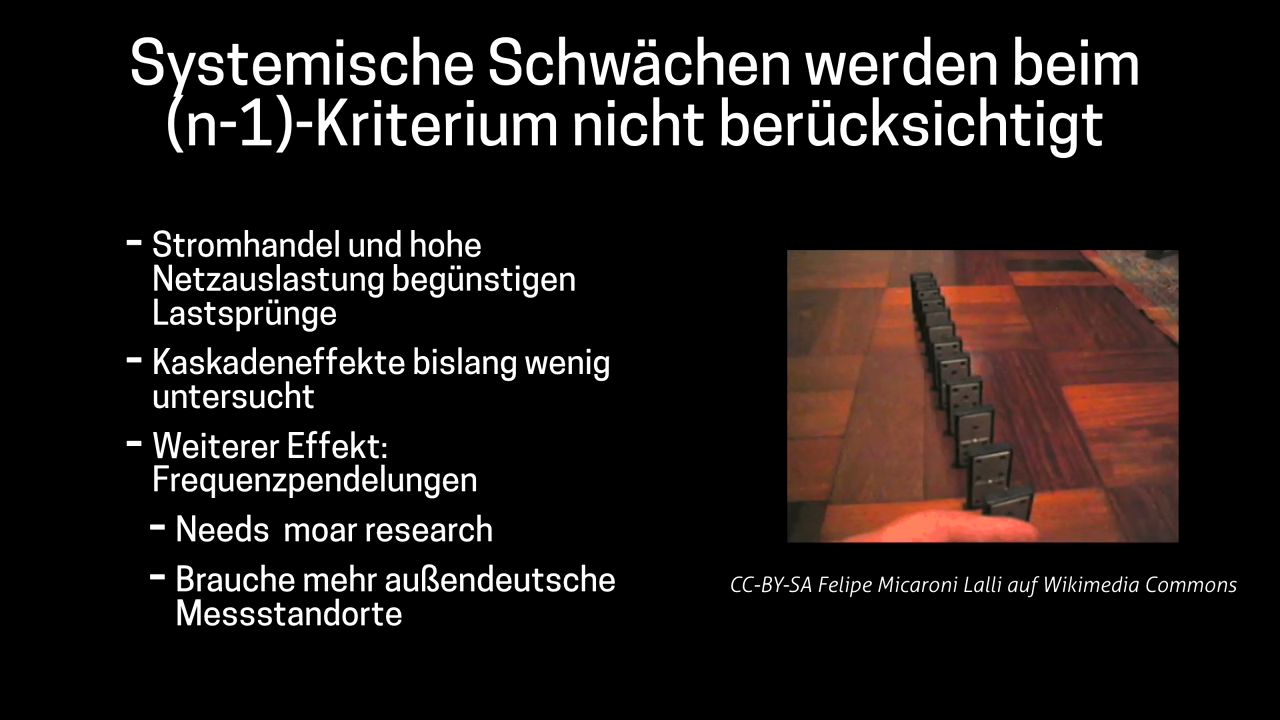 Systemische Schwächen werden beim
(n-1)-Kriterium nicht berücksichtigt
- Stromhandel und hohe
Netzauslastung begünstigen
Lastsprünge
- Kaskadeneffekte bislang wenig
untersucht
- Weiterer Effekt:
Frequenzpendelungen
- Needs  moar research
- Brauche mehr außendeutsche
Messstandorte
CC-BY-SA Felipe Micaroni Lalli auf Wikimedia Commons